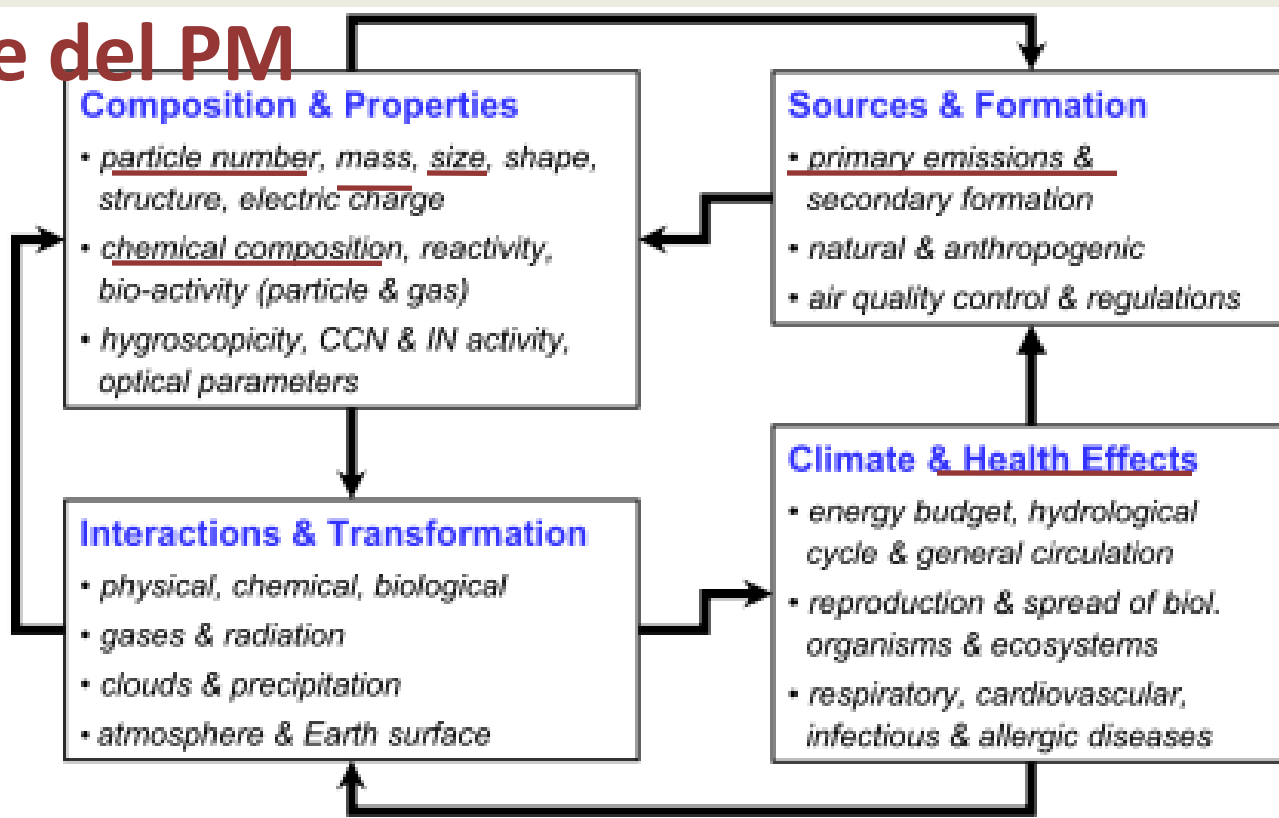 e del PM
Composition & Properties
• particle number, mass, size, shape,
structure, electric charge
• chemical composition, reactivity,
bio-activity (particle & gas)
• hygroscopicity, CCN & IN activity,
optical parameters
Sources & Formation
• primary emissions &
secondary formation
• natural & anthropogenic
• air quality control & regulations
Interactions & Transformation
• physical, chemical, biological
• gases & radiation
• clouds & precipitation
• atmosphere & Earth surface
Climate & Health Effects
• energy budget, hydrological
cycle & general circulation
• reproduction & spread of biol.
organisms & ecosystems
• respiratory, cardiovascular,
infectious & allergic diseases